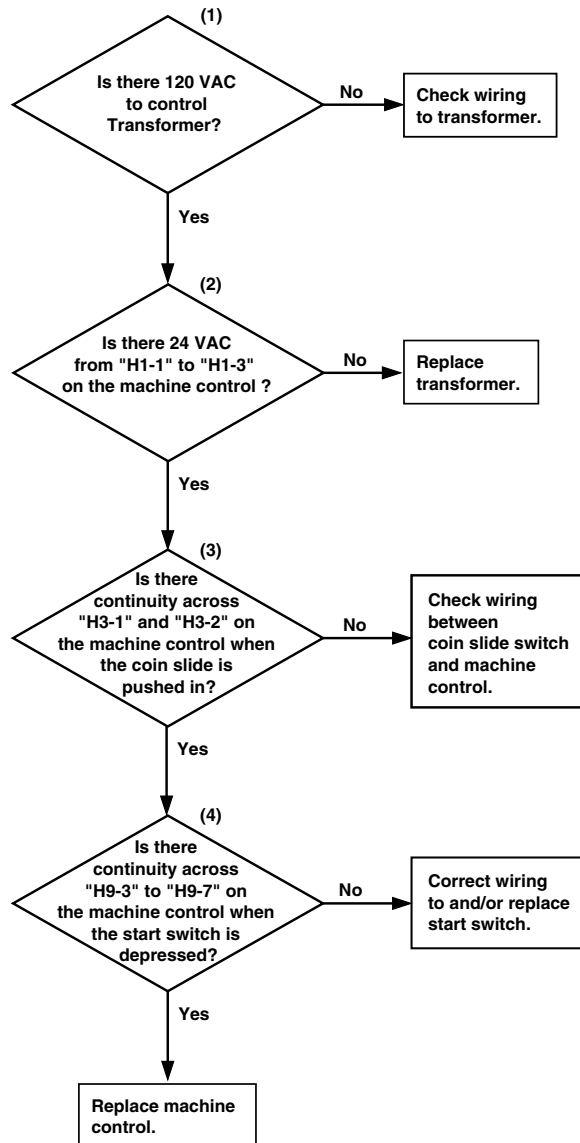 (1)
Is there 120 VAC
to control
Transformer?
No
Check wiring
to transformer.
Yes
(2)
Is there 24 VAC
from "H1-1" to "H1-3"
on the machine control ?
No
Replace
transformer.
Yes
(3)
Is there
continuity across
"H3-1" and "H3-2" on
the machine control when
the coin slide is
pushed in?
No
Check wiring
between
coin slide switch
and machine
control.
Yes
(4)
Is there
continuity across
"H9-3" to "H9-7" on
the machine control when
the start switch is
depressed?
No
Correct wiring
to and/or replace
start switch.
Yes
Replace machine
control.